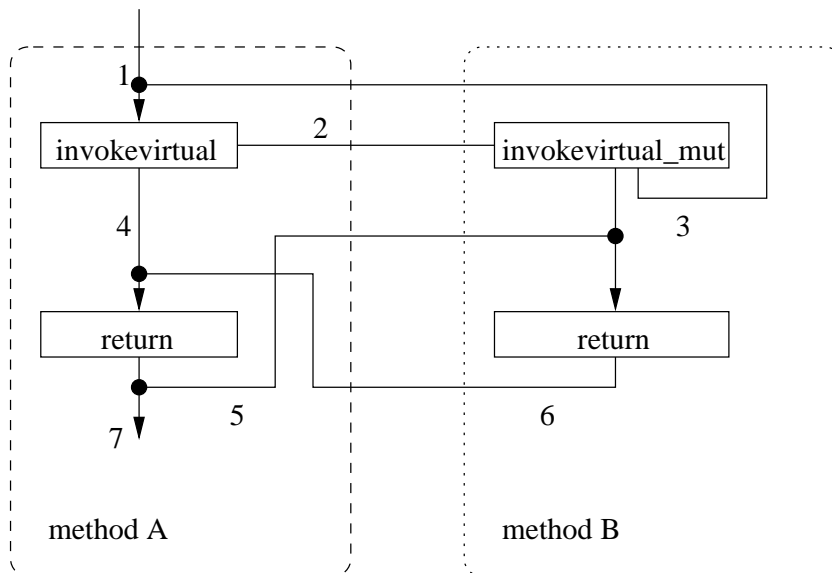 1
2
invokevirtual
invokevirtual_mut
4
3
return
return
5
6
7
method A
method B